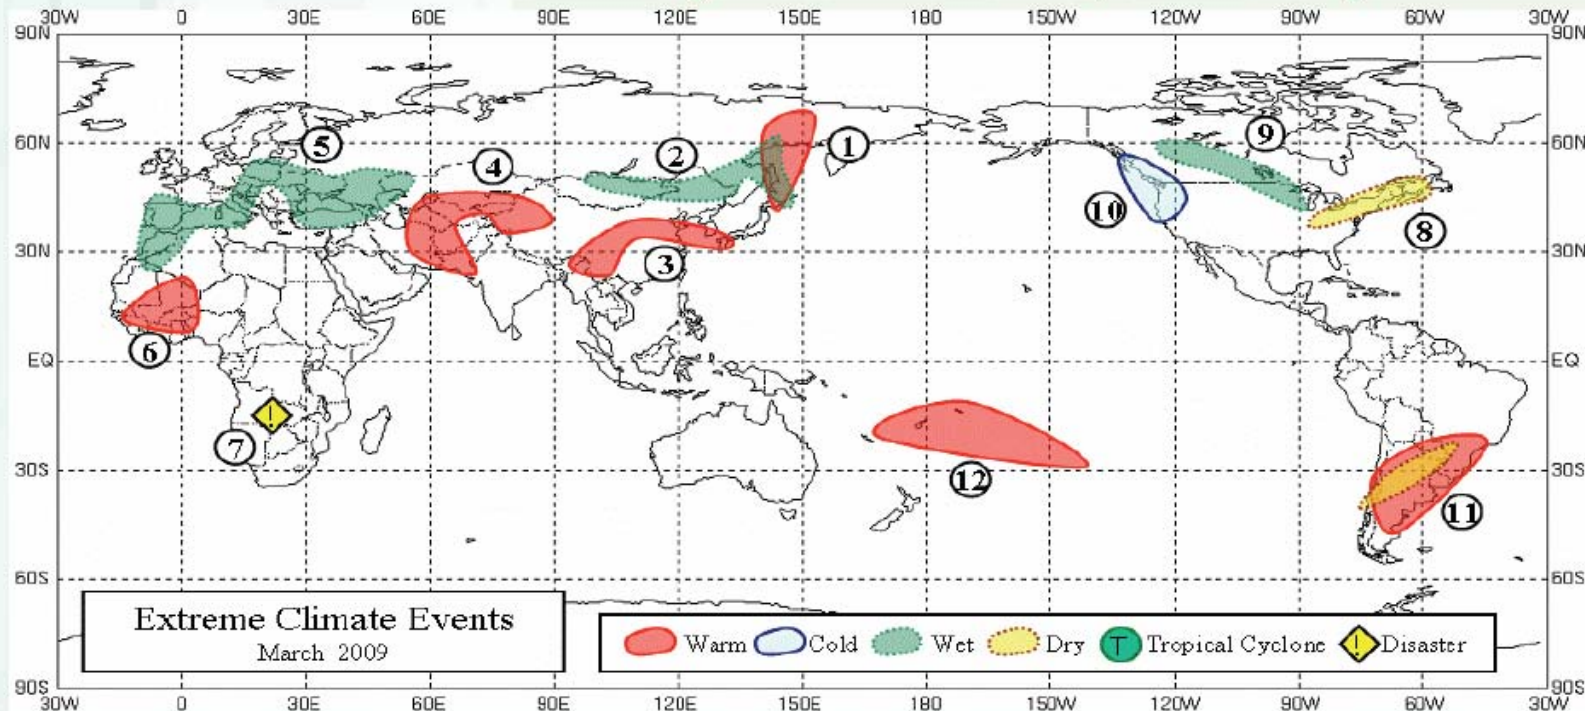 30W 0 30E 60E 90E 120E 150E 180 150W 120W 90W 60W 30W
90N 90N
60N 60N
30N 30N
EQ EQ
30S 30S
60S 60S
90S 90S
5
4
2
1
9
10
8
3
6
7
12
11
Extreme Climate Events
March 2009
! Warm Cold Wet Dry T Tropical Cyclone ! Disaster
30W 0 30E 60E 90E 120E 150E 180 150W 120W 90W 60W 30W